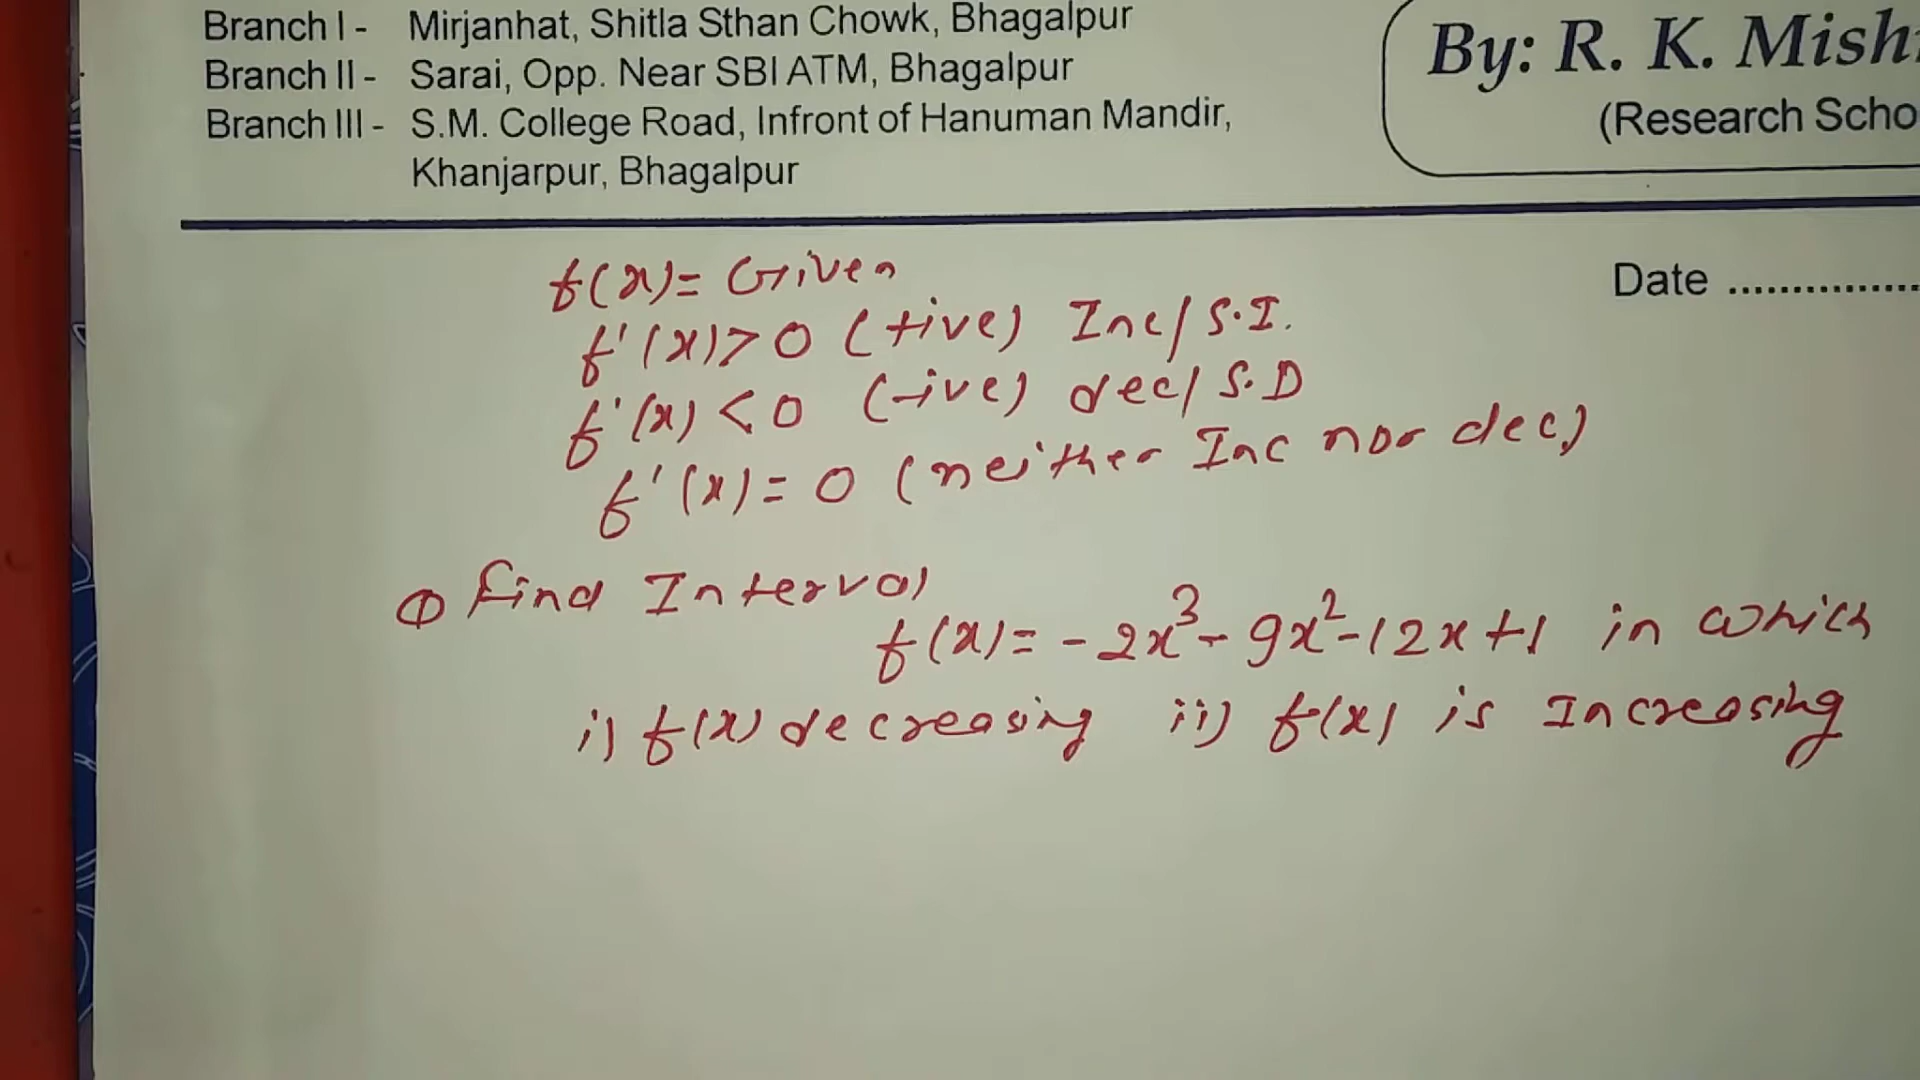 Branch I - Mirjanhat, Shitla Sthan Chowk, Bhagalpur
Branch II - Sarai, Opp. Near SBI ATM, Bhagalpur
Branch III - S.M. College Road, Infront of Hanuman Mandir,
Khanjarpur, Bhagalpur
By: R. K. Mish
(Research Scho
Date ...............
f(x)= Given
f'(x)>0 (+ive) Inc/ S.I.
f'(x) <0 (-ive) dec/ S.D
f'(x)=0 (neither Inc nor dec)
① find Interval
f(x)= -2x³-9x²-12x+1 in which
i) f(x) decreasing ii) f(x) is Increasing